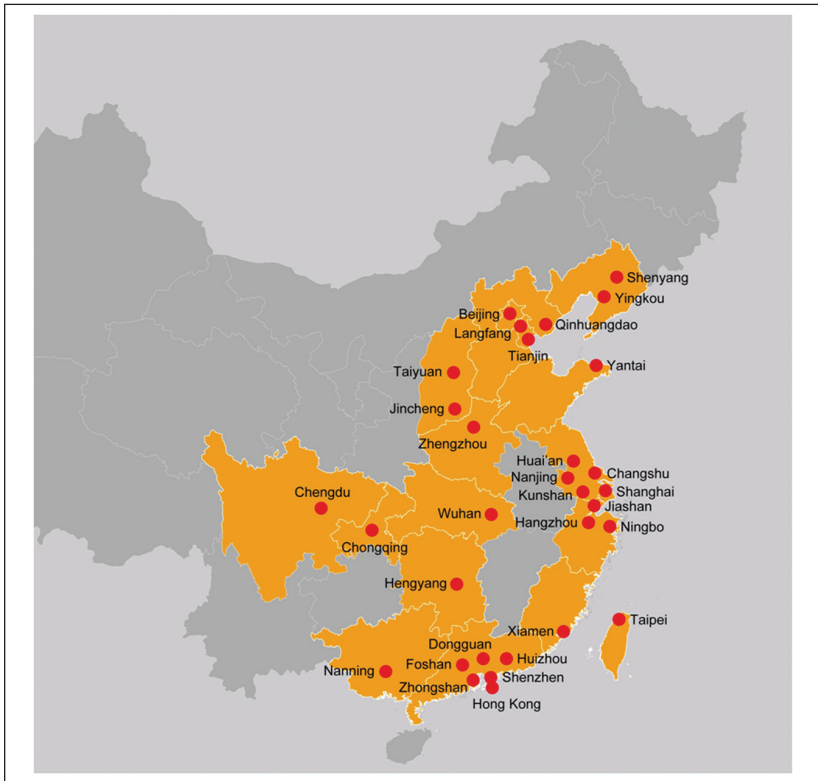 Shenyang
Yingkou
Beijing
Qinhuangdao
Langfang
Tianjin
Yantai
Taiyuan
Jincheng
Zhengzhou
Huai'an
Changshu
Nanjing
Kunshan
Shanghai
Chengdu
Jiashan
Wuhan
Hangzhou
Ningbo
Chongqing
Hengyang
Taipei
Xiamen
Dongguan
Foshan
Huizhou
Nanning
Shenzhen
Zhongshan
Hong Kong